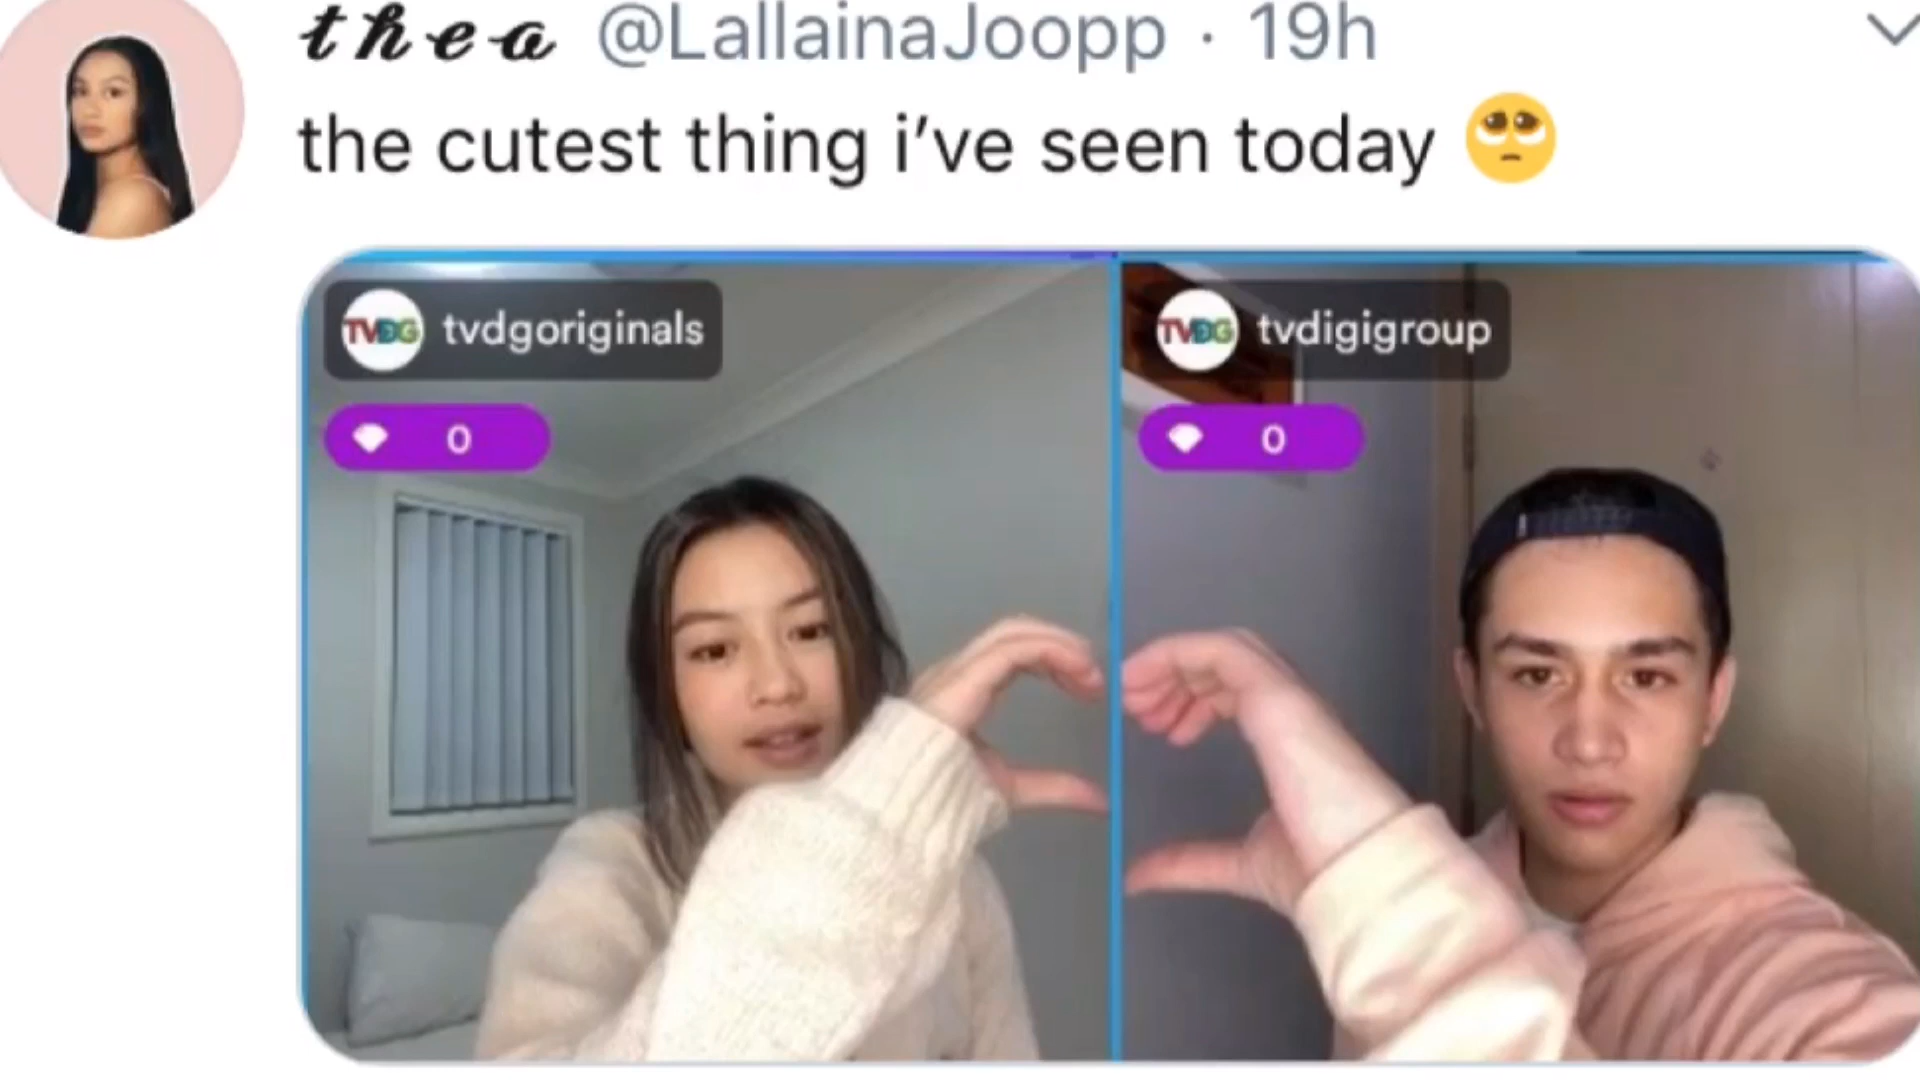 thea @LallainaJoopp · 19h
the cutest thing i've seen today 🥺
TVDG tvdgoriginals
TVDG tvdigigroup
0
0